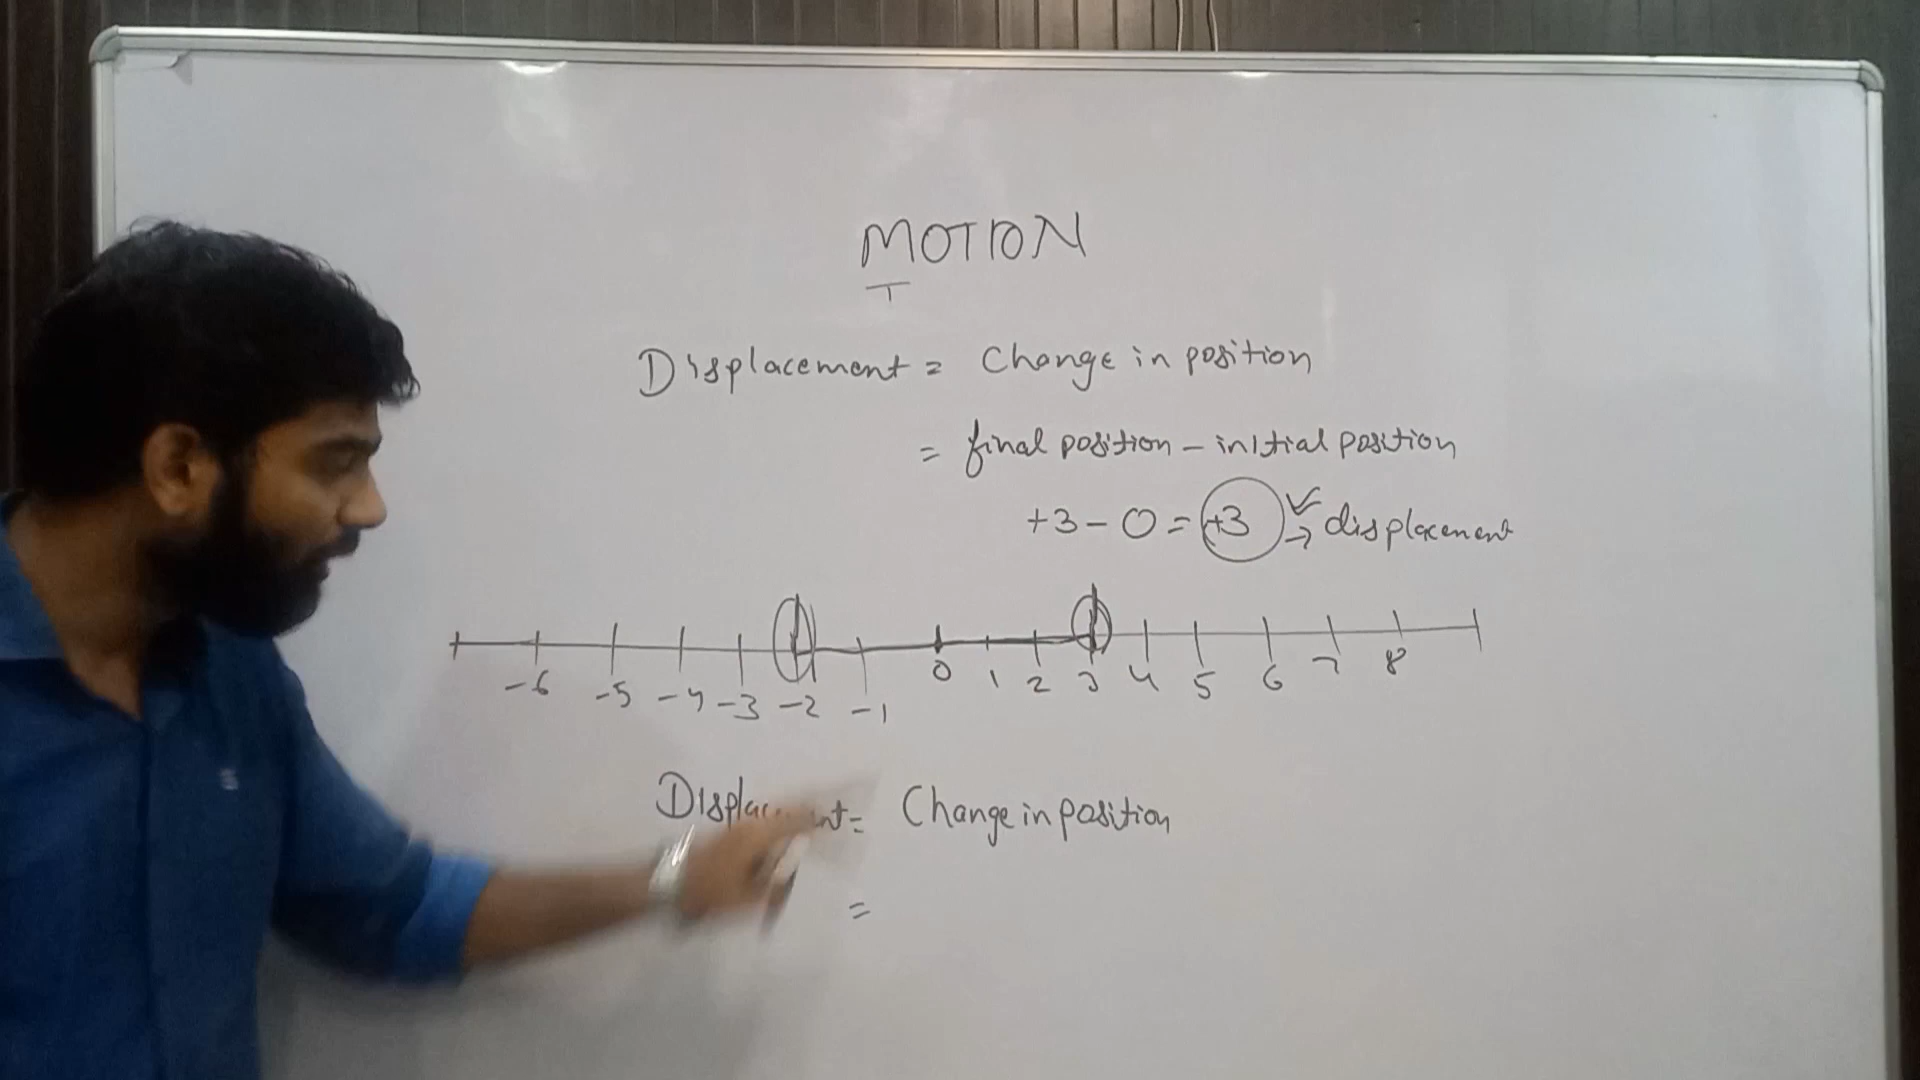 MOTION
Displacement = Change in position
= final position - initial position
+3 - 0 = +3 → displacement
-6 -5 -4 -3 -2 -1 0 1 2 3 4 5 6 7 8
= Change in position
=